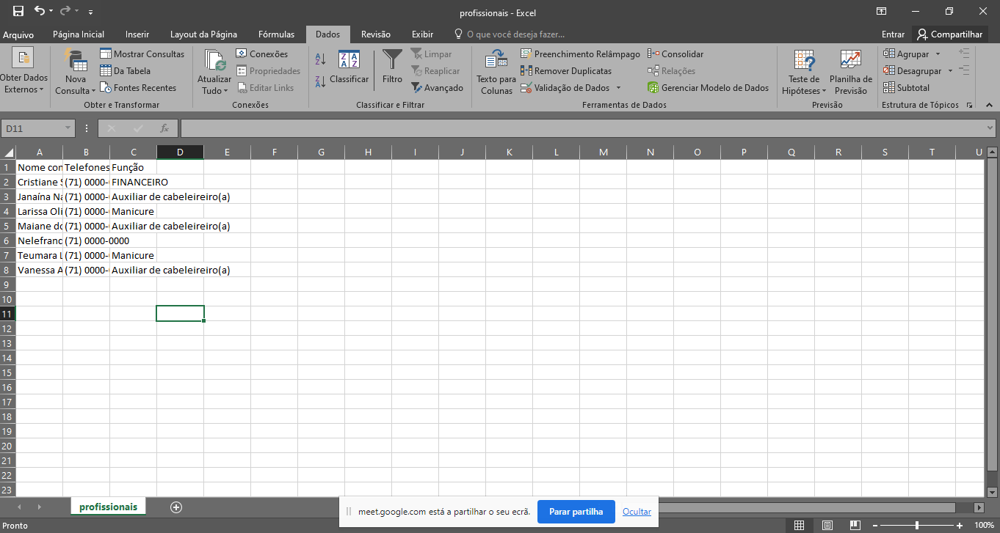 profissionais - Excel
Arquivo Página Inicial Inserir Layout da Página Fórmulas Dados Revisão Exibir O que você deseja fazer... Entrar Compartilhar
Obter Dados Externos
Nova Consulta
Mostrar Consultas
Da Tabela
Fontes Recentes
Obter e Transformar
Atualizar Tudo
Conexões
Propriedades
Editar Links
Conexões
Classificar
Filtro
Limpar
Reaplicar
Avançado
Classificar e Filtrar
Texto para Colunas
Preenchimento Relâmpago
Remover Duplicatas
Validação de Dados
Consolidar
Relações
Gerenciar Modelo de Dados
Ferramentas de Dados
Teste de Hipóteses
Planilha de Previsão
Previsão
Agrupar
Desagrupar
Subtotal
Estrutura de Tópicos
D11 fx
A B C D E F G H I J K L M N O P Q R S T U
1 Nome con Telefones Função
2 Cristiane S (71) 0000- FINANCEIRO
3 Janaína Na (71) 0000- Auxiliar de cabeleireiro(a)
4 Larissa Oli (71) 0000- Manicure
5 Maiane do (71) 0000- Auxiliar de cabeleireiro(a)
6 Nelefranc (71) 0000-0000
7 Teumara L (71) 0000- Manicure
8 Vanessa A (71) 0000- Auxiliar de cabeleireiro(a)
9
10
11
12
13
14
15
16
17
18
19
20
21
22
23
profissionais
meet.google.com está a partilhar o seu ecrã. Parar partilha Ocultar
Pronto 100%